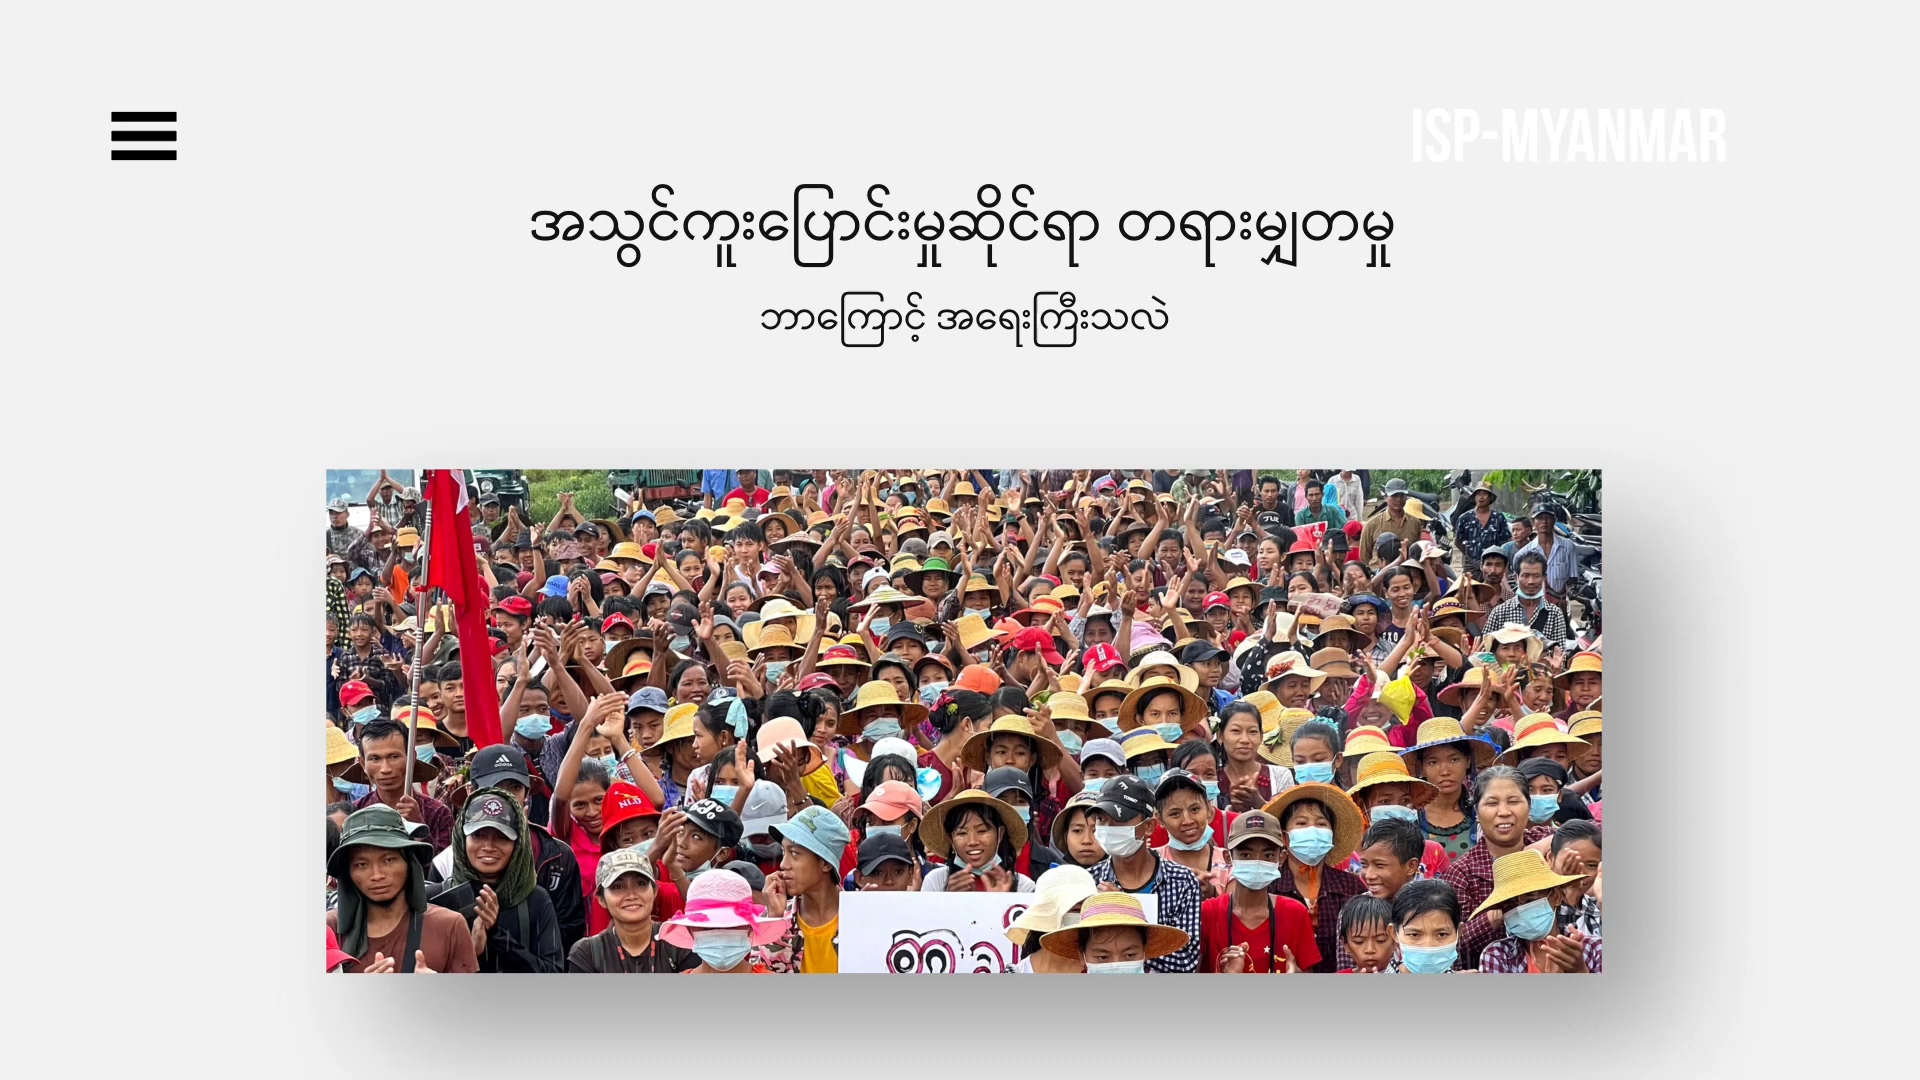 ISP-MYANMAR
အသွင်ကူးပြောင်းမှုဆိုင်ရာ တရားမျှတမှု
ဘာကြောင့် အရေးကြီးသလဲ
NLD